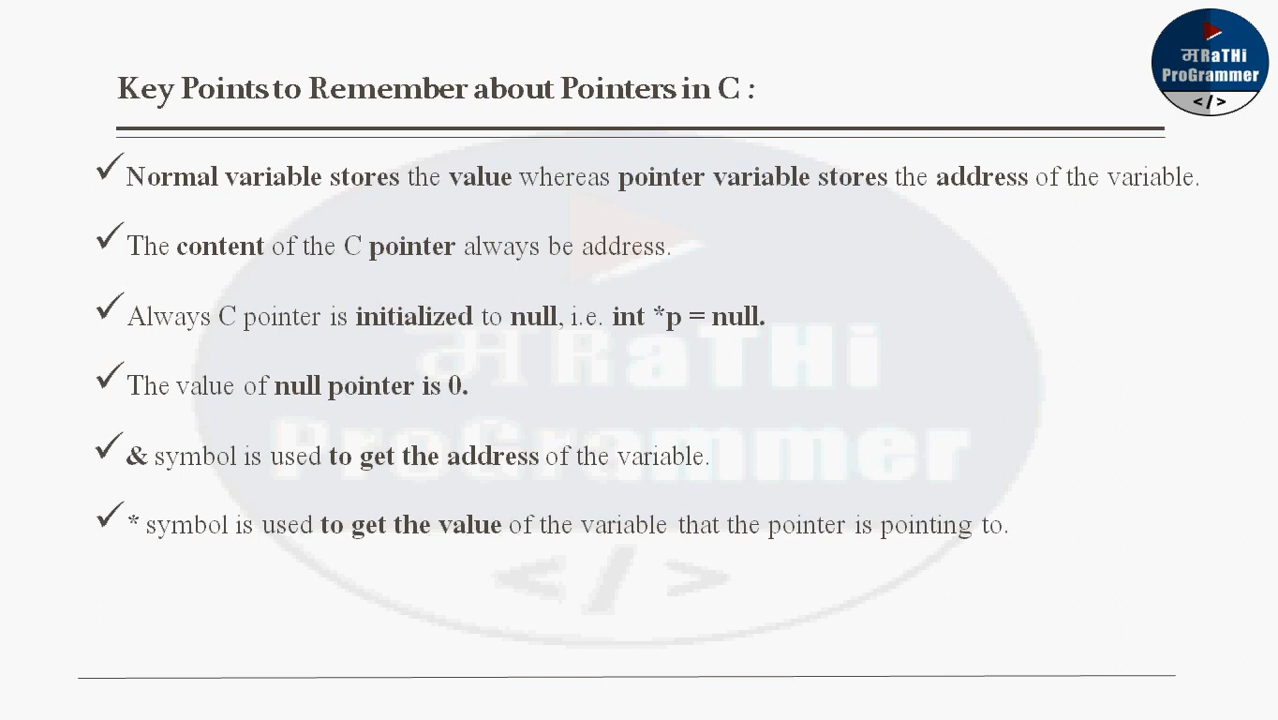 मRaTHi
ProGrammer
</>
Key Points to Remember about Pointers in C :
✓Normal variable stores the value whereas pointer variable stores the address of the variable.
✓The content of the C pointer always be address.
✓Always C pointer is initialized to null, i.e. int *p = null.
✓The value of null pointer is 0.
✓& symbol is used to get the address of the variable.
✓* symbol is used to get the value of the variable that the pointer is pointing to.
मRaTHi
ProGrammer
</>